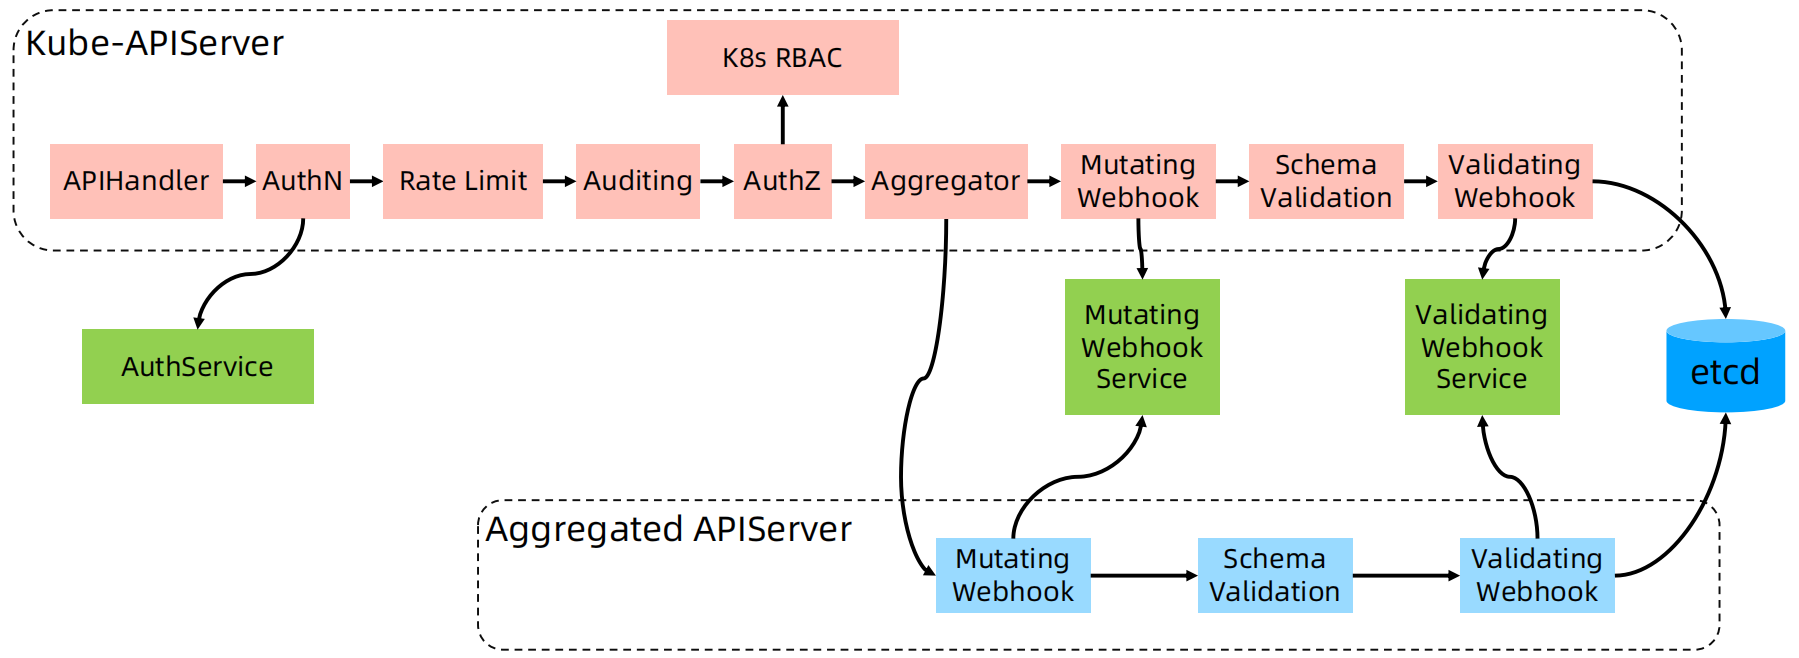 Kube-APIServer
K8s RBAC
APIHandler
AuthN
Rate Limit
Auditing
AuthZ
Aggregator
Mutating
Webhook
Schema
Validation
Validating
Webhook
AuthService
Mutating
Webhook
Service
Validating
Webhook
Service
etcd
Aggregated APIServer
Mutating
Webhook
Schema
Validation
Validating
Webhook